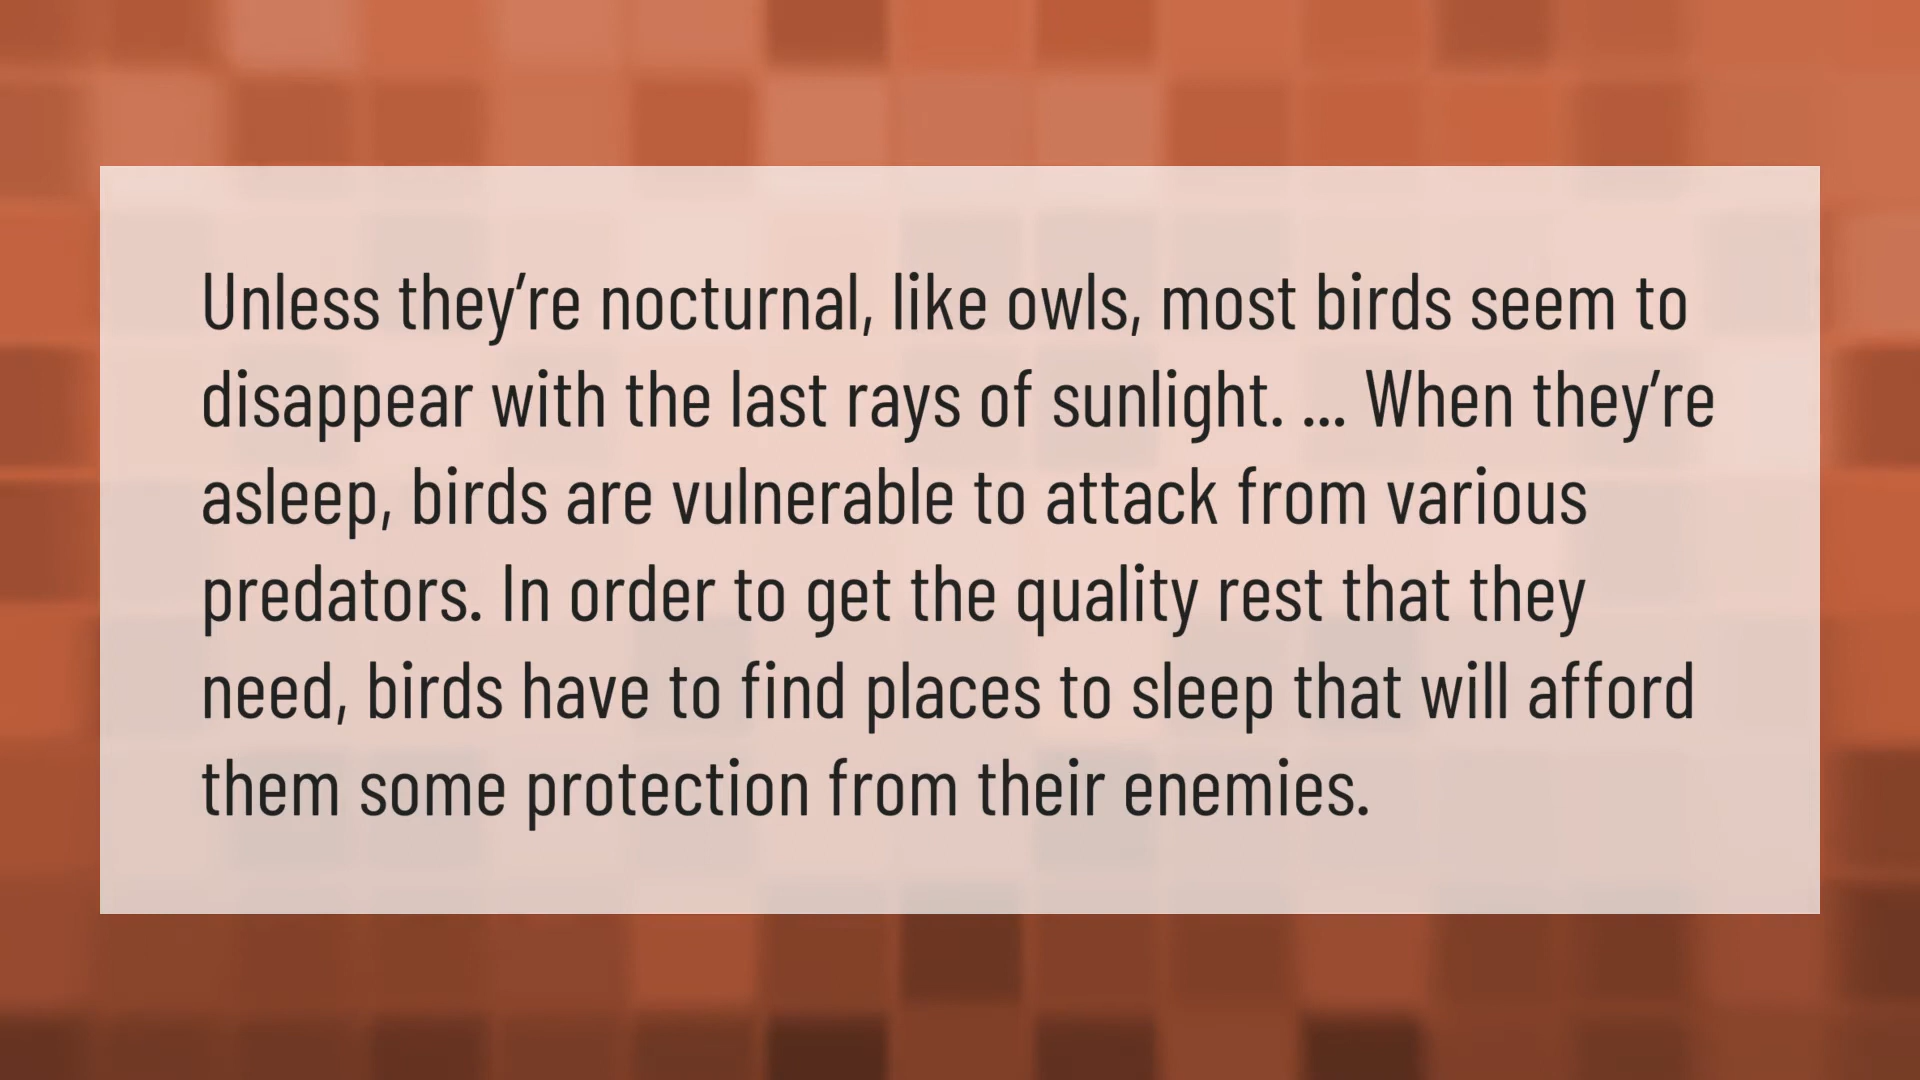 Unless they’re nocturnal, like owls, most birds seem to
disappear with the last rays of sunlight. ... When they’re
asleep, birds are vulnerable to attack from various
predators. In order to get the quality rest that they
need, birds have to find places to sleep that will afford
them some protection from their enemies.